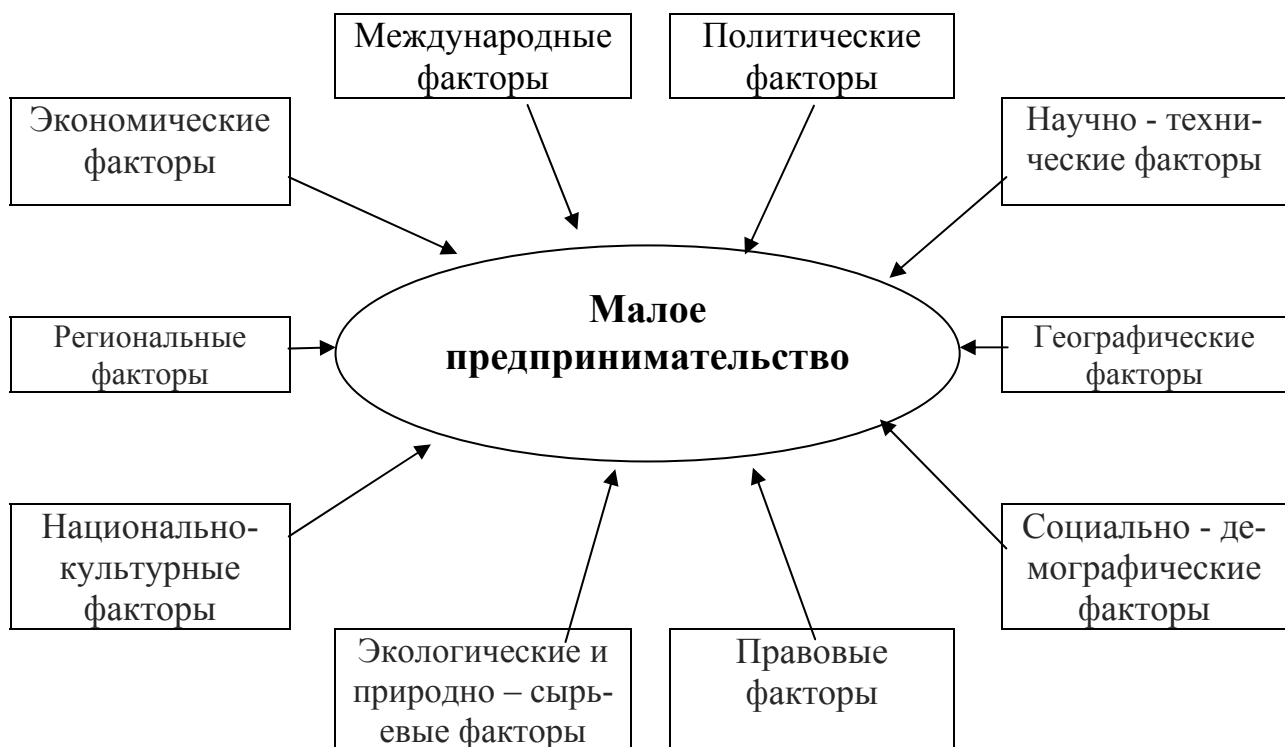 Международные
факторы
Политические
факторы
Экономические
факторы
Научно - техни-
ческие факторы
Малое
предпринимательство
Региональные
факторы
Географические
факторы
Национально-
культурные
факторы
Социально - де-
мографические
факторы
Экологические и
природно – сырь-
евые факторы
Правовые
факторы